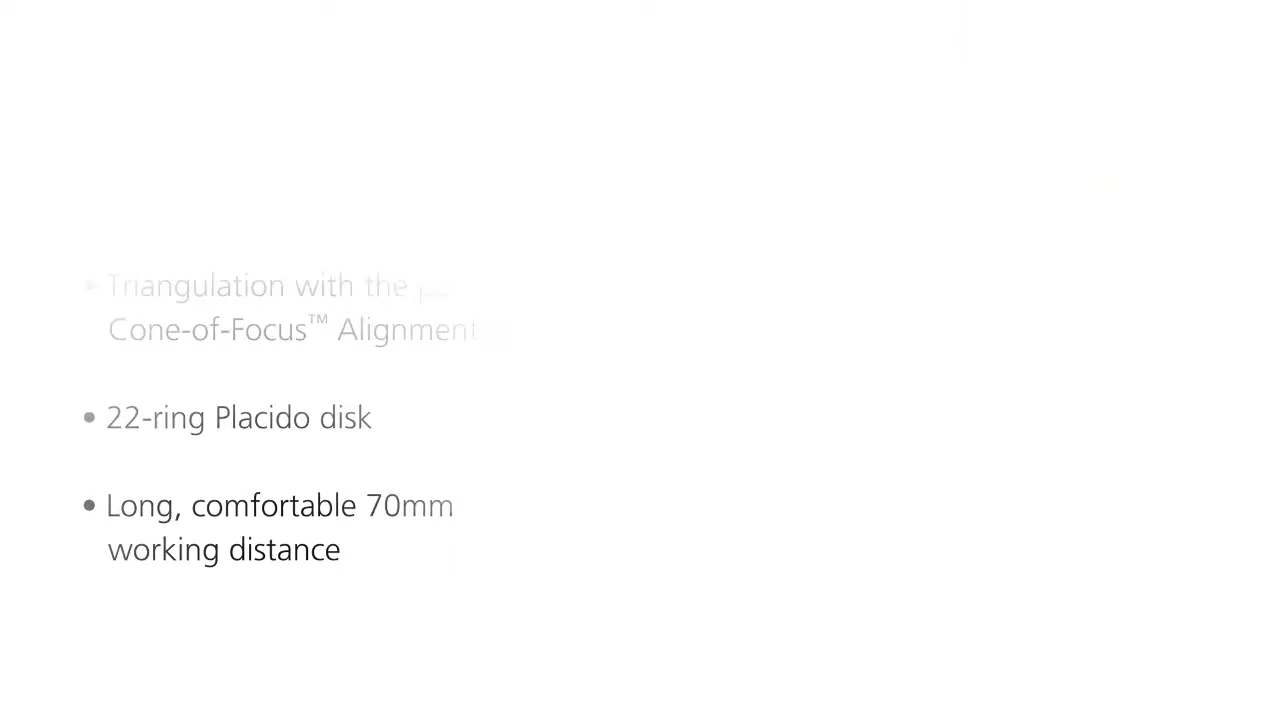 • Triangulation with the
Cone-of-Focus™ Alignment
• 22-ring Placido disk
• Long, comfortable 70mm
working distance